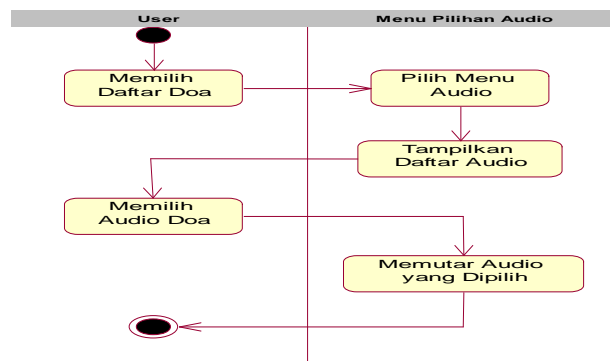 User
Menu Pilihan Audio
Memilih
Daftar Doa
Pilih Menu
Audio
Tampilkan
Daftar Audio
Memilih
Audio Doa
Memutar Audio
yang Dipilih